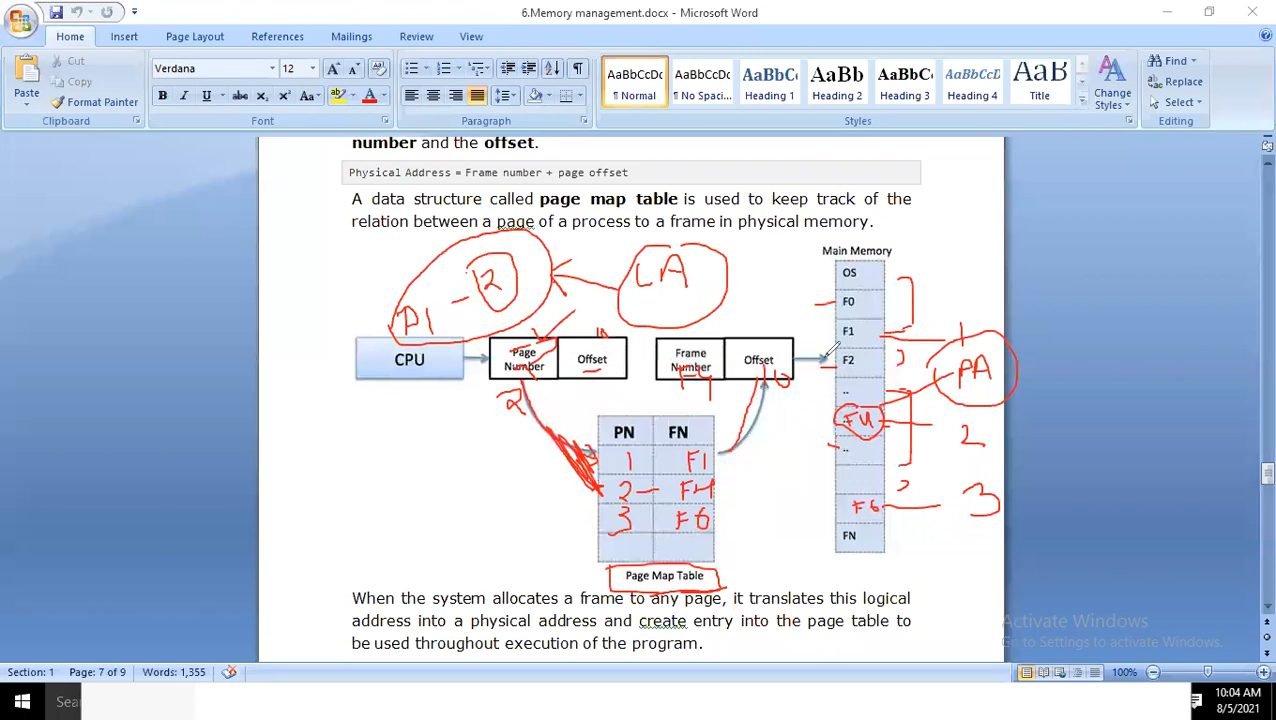 6.Memory management.docx - Microsoft Word
Home Insert Page Layout References Mailings Review View
Paste
Cut
Copy
Format Painter
Clipboard
Verdana 12
Font
Paragraph
AaBbCcDc AaBbCcDc AaBbC AaBb AaBbC AaBbC AaB
¶ Normal ¶ No Spaci... Heading 1 Heading 2 Heading 3 Heading 4 Title
Styles
Change Styles
Find
Replace
Select
Editing
number and the offset.
Physical Address = Frame number + page offset
A data structure called page map table is used to keep track of the
relation between a page of a process to a frame in physical memory.
P1 - 2
LA
Main Memory
OS
F0
F1 1
F2
..
F4 2
..
F6 3
FN
PA
CPU
Page Number Offset
10
2
Frame Number Offset
F4 10
PN FN
1 F1
2 - F4
3 F6
Page Map Table
When the system allocates a frame to any page, it translates this logical
address into a physical address and create entry into the page table to
be used throughout execution of the program.
Activate Windows
Go to Settings to activate Windows.
Section: 1 Page: 7 of 9 Words: 1,355 100%
Sear
10:04 AM
8/5/2021